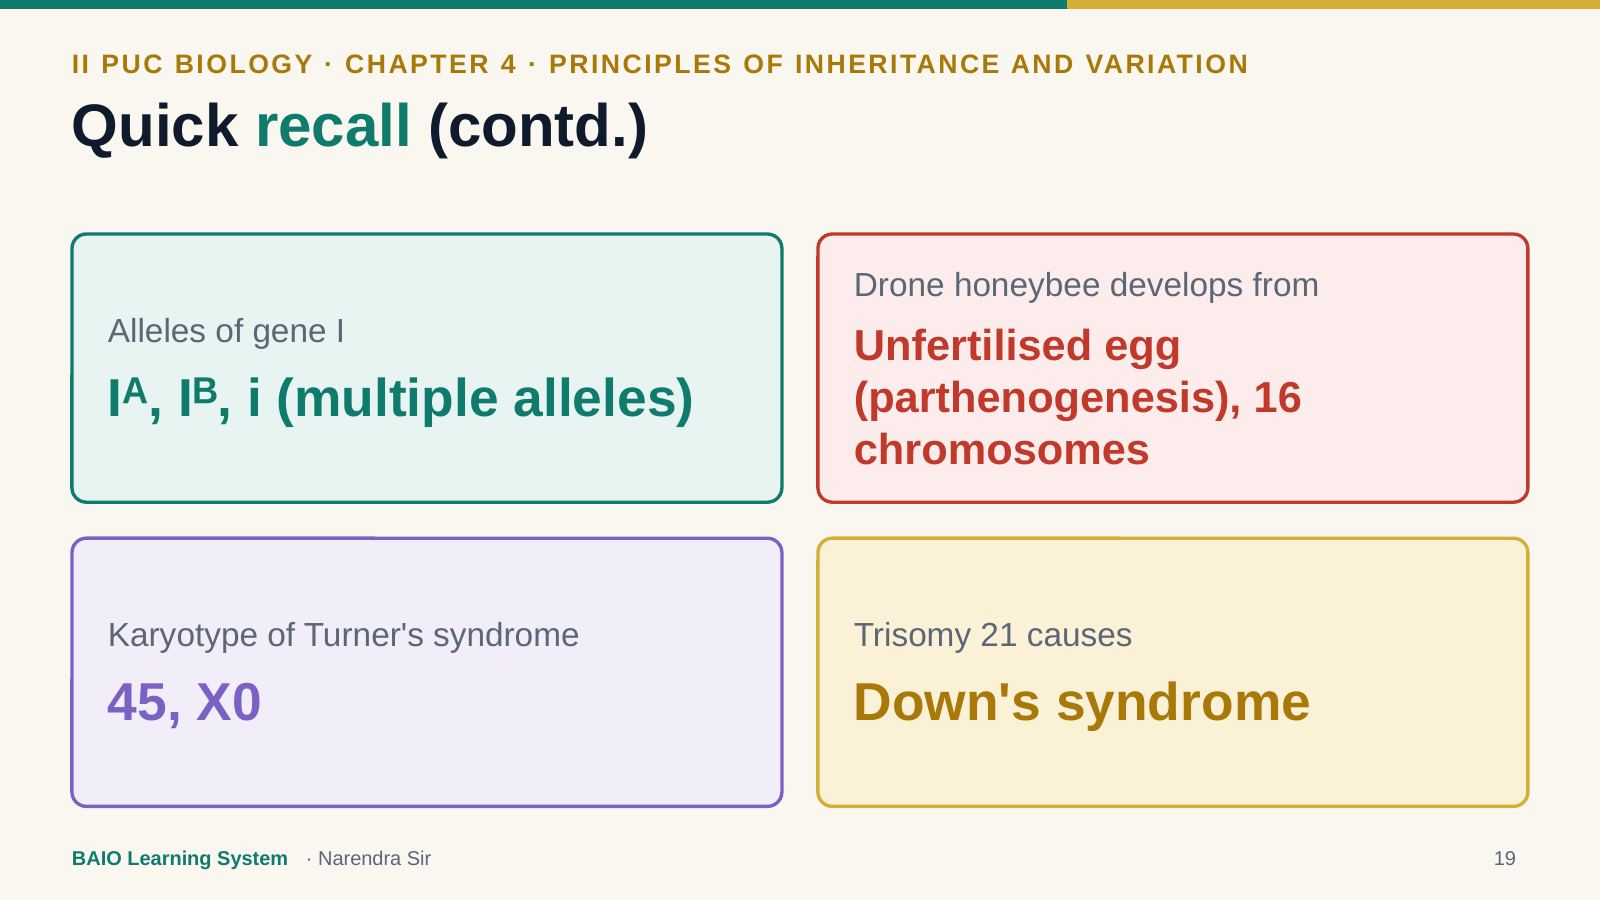 II PUC BIOLOGY · CHAPTER 4 · PRINCIPLES OF INHERITANCE AND VARIATION
Quick recall (contd.)
Alleles of gene I
Iᴬ, Iᴮ, i (multiple alleles)
Drone honeybee develops from
Unfertilised egg
(parthenogenesis), 16
chromosomes
Karyotype of Turner's syndrome
45, X0
Trisomy 21 causes
Down's syndrome
BAIO Learning System · Narendra Sir
19